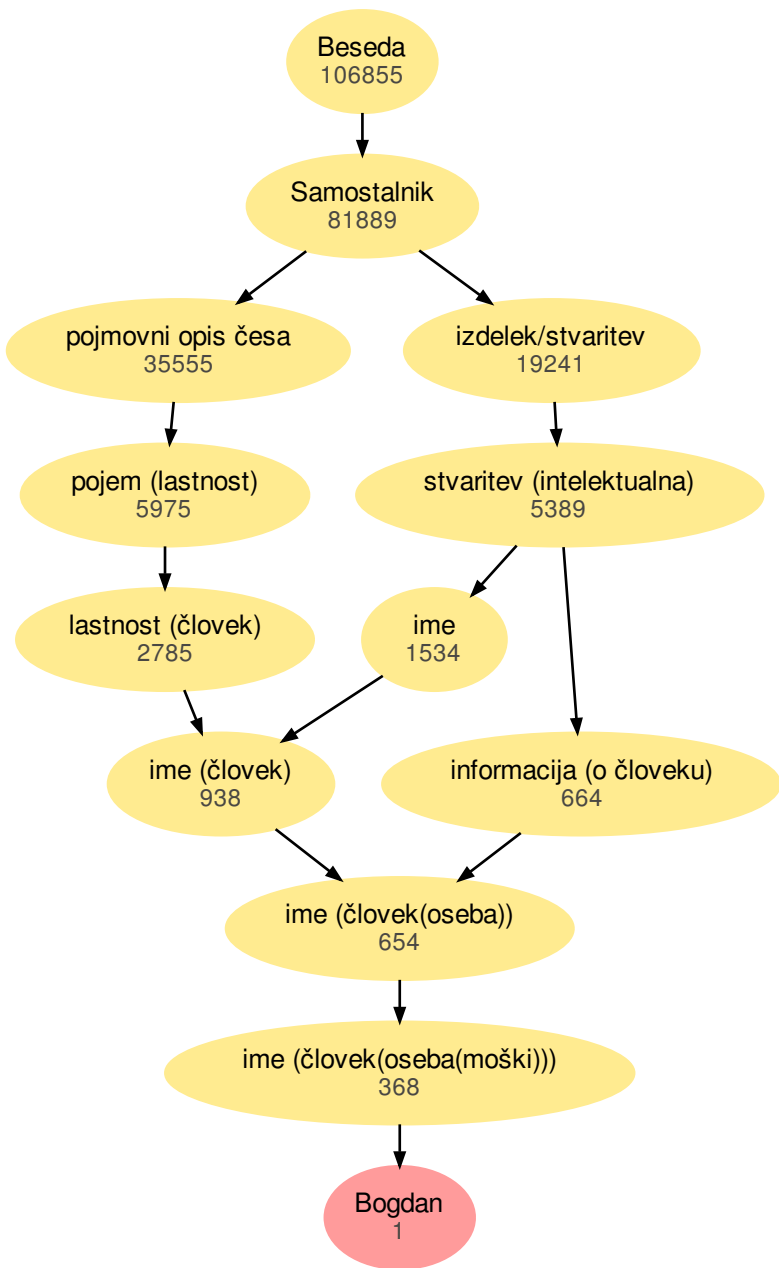 Beseda
106855
Samostalnik
81889
pojmovni opis česa
35555
izdelek/stvaritev
19241
pojem (lastnost)
5975
stvaritev (intelektualna)
5389
lastnost (človek)
2785
ime
1534
ime (človek)
938
informacija (o človeku)
664
ime (človek(oseba))
654
ime (človek(oseba(moški)))
368
Bogdan
1